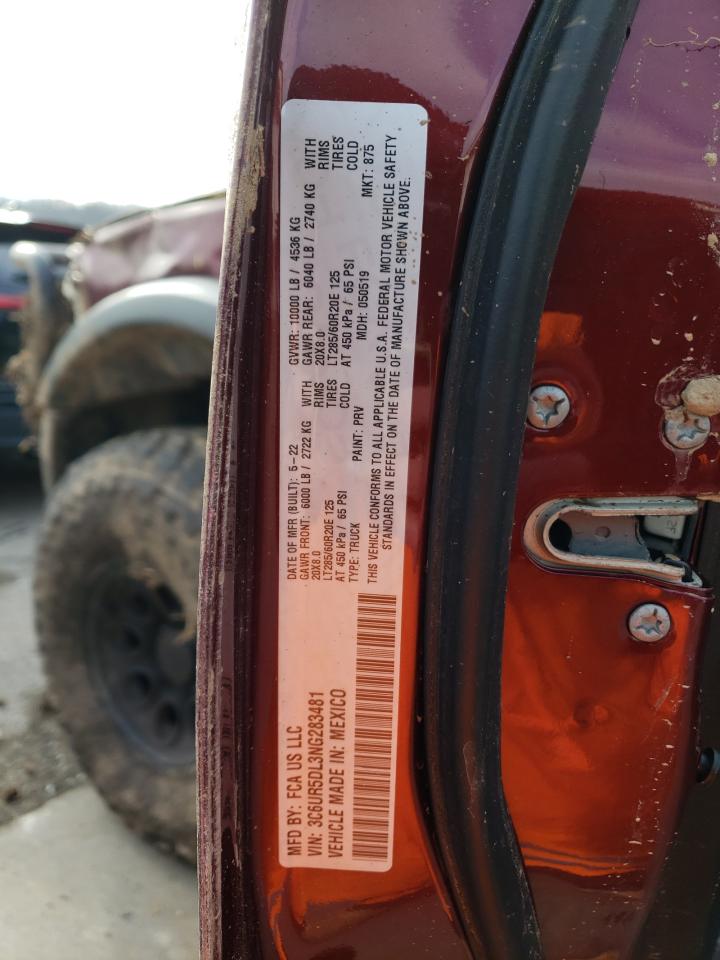 MFD BY: FCA US LLC
VIN: 3C6UR5DL3NG283481
VEHICLE MADE IN: MEXICO
DATE OF MFR (BUILT): 5-22 GVWR: 10000 LB / 4536 KG
GAWR FRONT: 6000 LB / 2722 KG WITH GAWR REAR: 6040 LB / 2740 KG WITH
20X8.0 RIMS 20X8.0 RIMS
LT285/60R20E 125 TIRES LT285/60R20E 125 TIRES
AT 450 kPa / 65 PSI COLD AT 450 kPa / 65 PSI COLD
TYPE: TRUCK PAINT: PRV MDH: 050519 MKT: 875
THIS VEHICLE CONFORMS TO ALL APPLICABLE U.S.A. FEDERAL MOTOR VEHICLE SAFETY
STANDARDS IN EFFECT ON THE DATE OF MANUFACTURE SHOWN ABOVE.